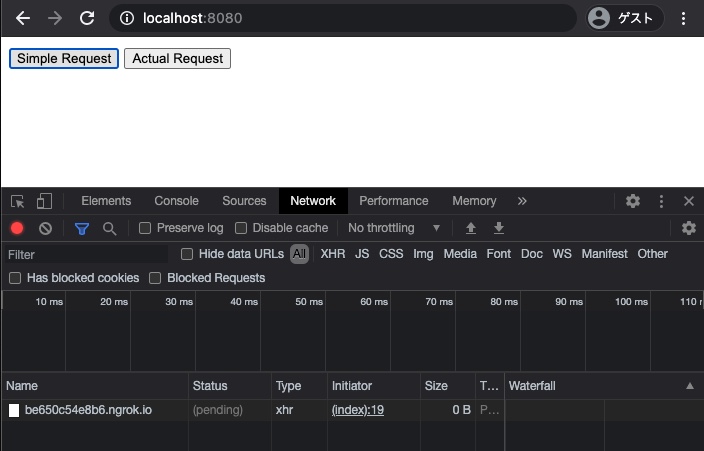 localhost:8080 ゲスト
Simple Request Actual Request
Elements Console Sources Network Performance Memory »
Preserve log Disable cache No throttling
Filter Hide data URLs All XHR JS CSS Img Media Font Doc WS Manifest Other
Has blocked cookies Blocked Requests
10 ms 20 ms 30 ms 40 ms 50 ms 60 ms 70 ms 80 ms 90 ms 100 ms 110
Name Status Type Initiator Size T... Waterfall
be650c54e8b6.ngrok.io (pending) xhr (index):19 0 B P...